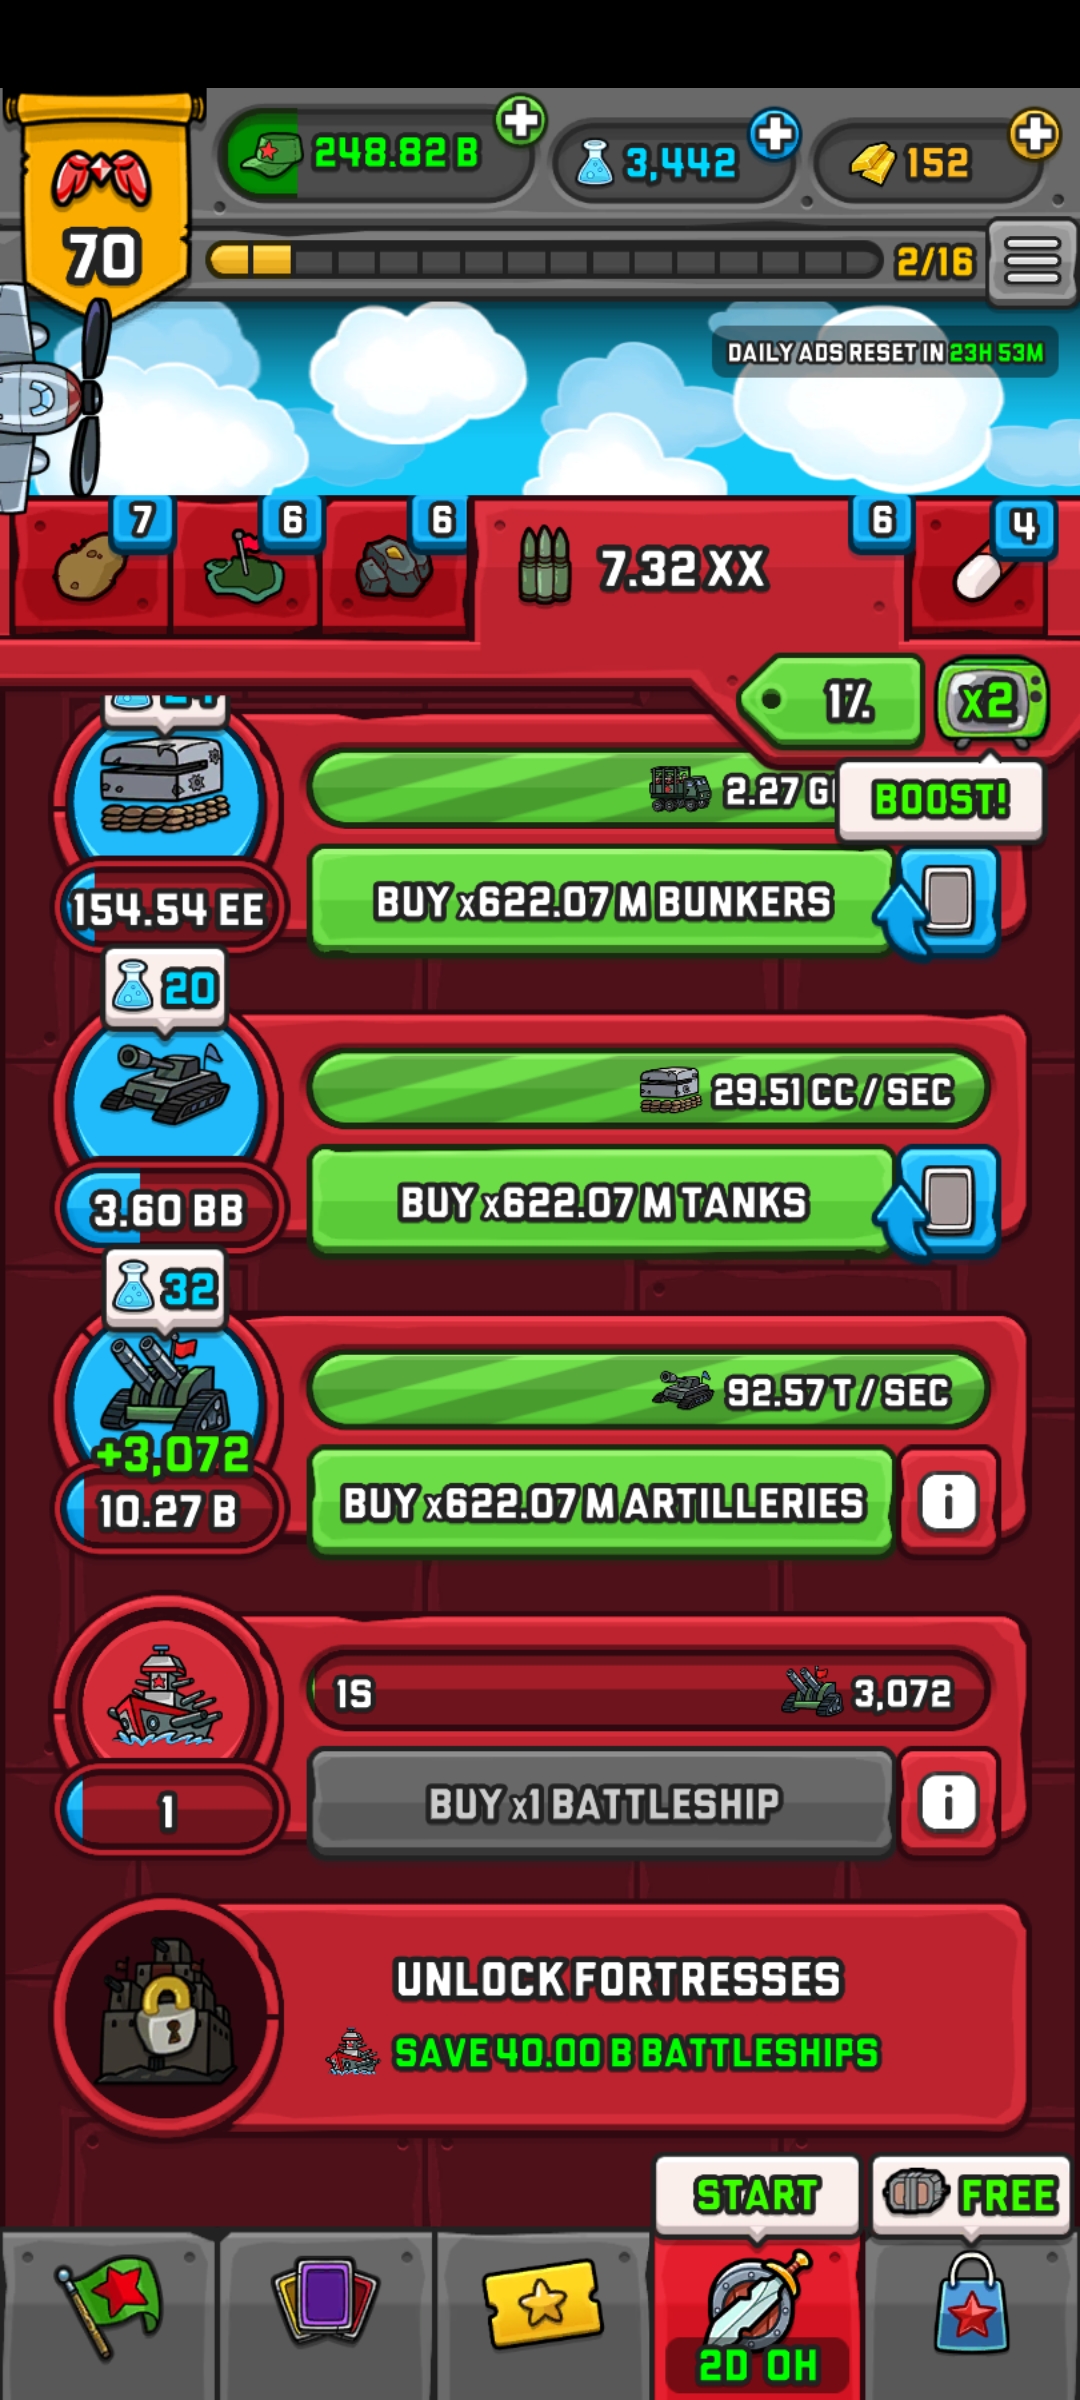 248.82 B
3,442
152
70
2/16
DAILY ADS RESET IN 23H 53M
7
6
6
7.32 XX
6
4
1%
x2
BOOST!
2.27
154.54 EE
BUY x622.07 M BUNKERS
20
29.51 CC / SEC
3.60 BB
BUY x622.07 M TANKS
32
92.57 T / SEC
+3,072
10.27 B
BUY x622.07 M ARTILLERIES
i
1S
3,072
1
BUY x1 BATTLESHIP
i
UNLOCK FORTRESSES
SAVE 40.00 B BATTLESHIPS
START
FREE
2D 0H